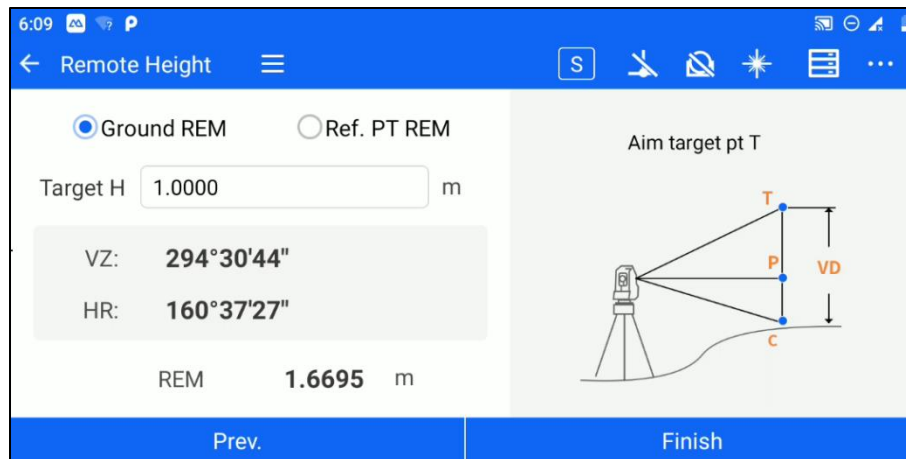 6:09
Remote Height
S
Ground REM
Ref. PT REM
Target H 1.0000 m
VZ: 294°30'44"
HR: 160°37'27"
REM 1.6695 m
Aim target pt T
T
P
VD
C
Prev.
Finish